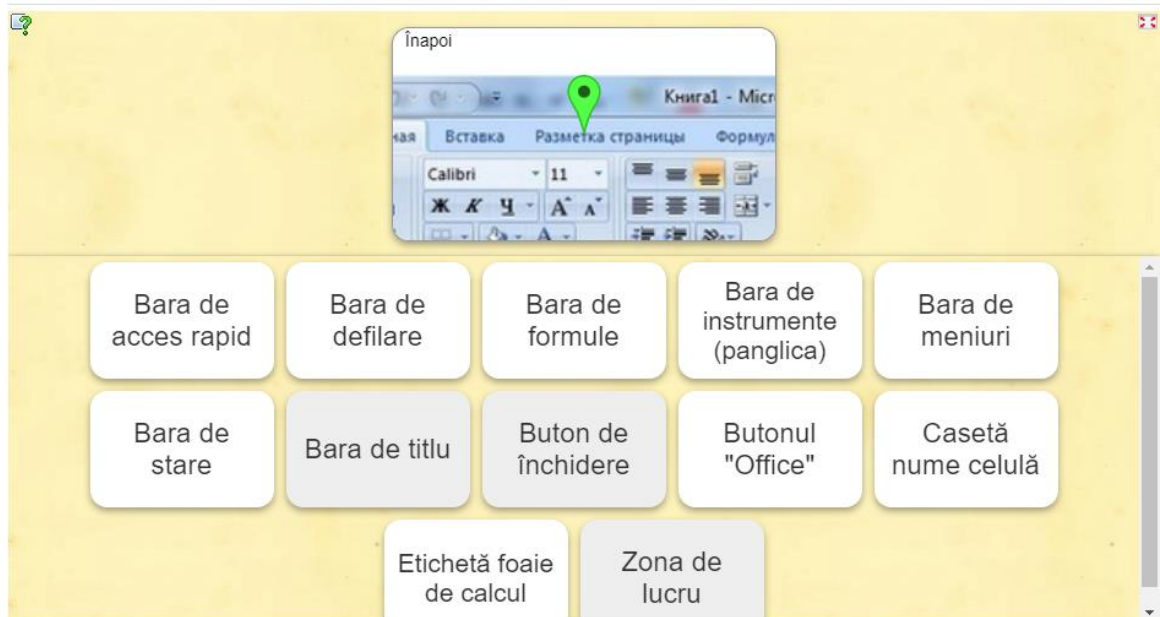 Înapoi
Книга1 - Micr
ная Вставка Разметка страницы Формул
Calibri 11
Ж К Ч А А
А
Bara de
acces rapid
Bara de
defilare
Bara de
formule
Bara de
instrumente
(panglica)
Bara de
meniuri
Bara de
stare
Bara de titlu
Buton de
închidere
Butonul
"Office"
Casetă
nume celulă
Etichetă foaie
de calcul
Zona de
lucru